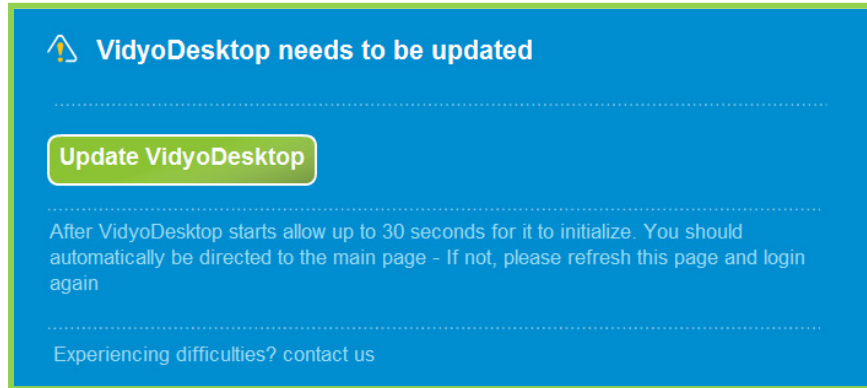 VidyoDesktop needs to be updated
Update VidyoDesktop
After VidyoDesktop starts allow up to 30 seconds for it to initialize. You should
automatically be directed to the main page - If not, please refresh this page and login
again
Experiencing difficulties? contact us